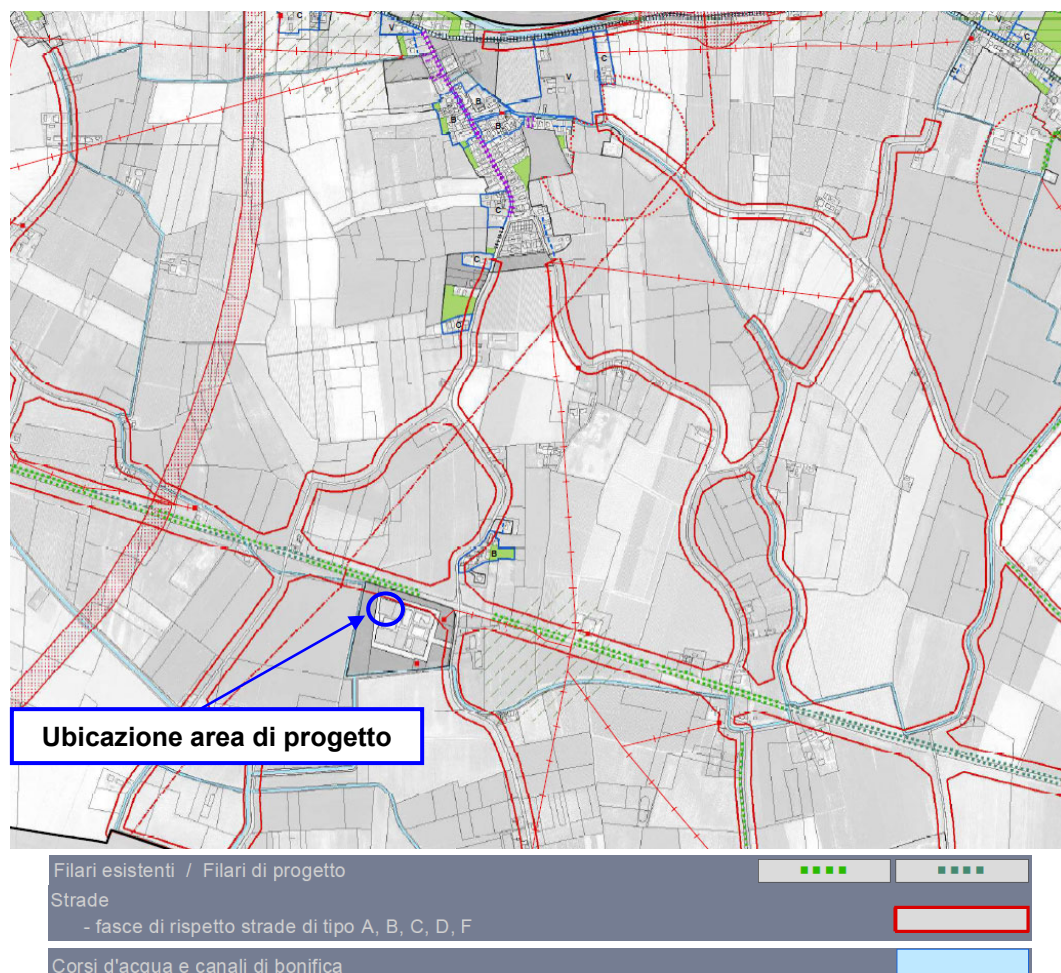 C
V
C
V
C
B
B
B
C
C
C
B
Ubicazione area di progetto
Filari esistenti / Filari di progetto
Strade
- fasce di rispetto strade di tipo A, B, C, D, F
Corsi d'acqua e canali di bonifica